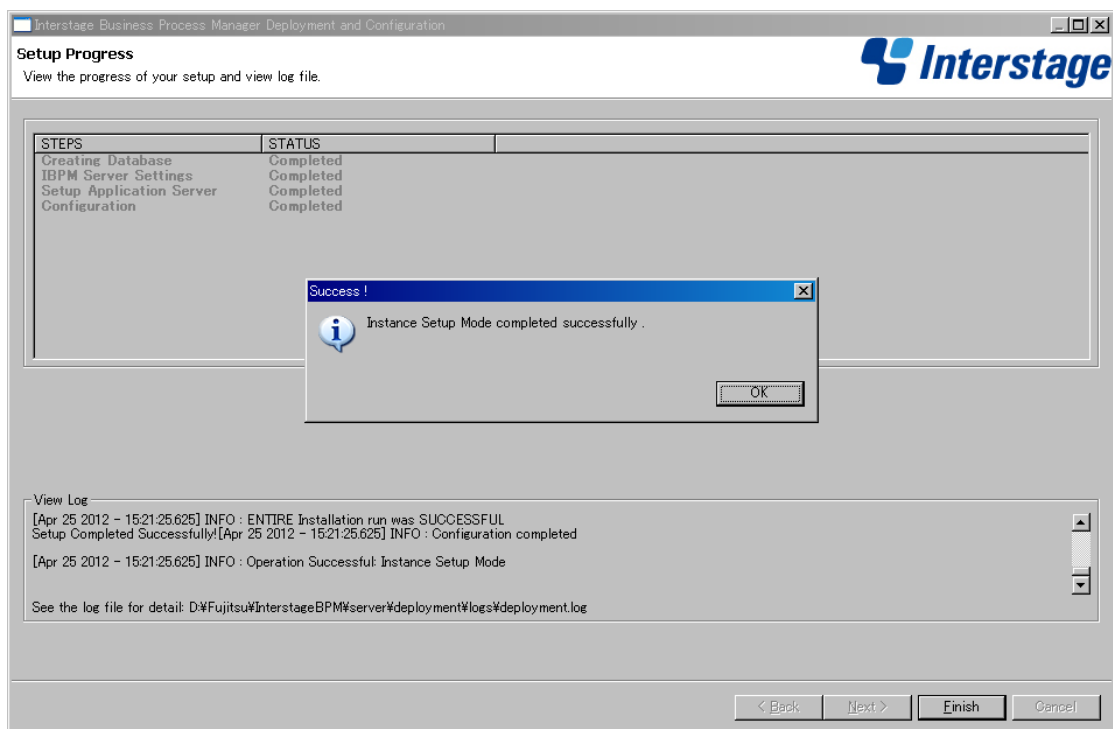 Interstage Business Process Manager Deployment and Configuration
Setup Progress
View the progress of your setup and view log file.
Interstage
STEPS STATUS
Creating Database Completed
IBPM Server Settings Completed
Setup Application Server Completed
Configuration Completed
Success !
Instance Setup Mode completed successfully .
OK
View Log
[Apr 25 2012 - 15:21:25.625] INFO : ENTIRE Installation run was SUCCESSFUL
Setup Completed Successfully![Apr 25 2012 - 15:21:25.625] INFO : Configuration completed
[Apr 25 2012 - 15:21:25.625] INFO : Operation Successful: Instance Setup Mode
See the log file for detail: D:¥Fujitsu¥InterstageBPM¥server¥deployment¥logs¥deployment.log
< Back Next > Finish Cancel